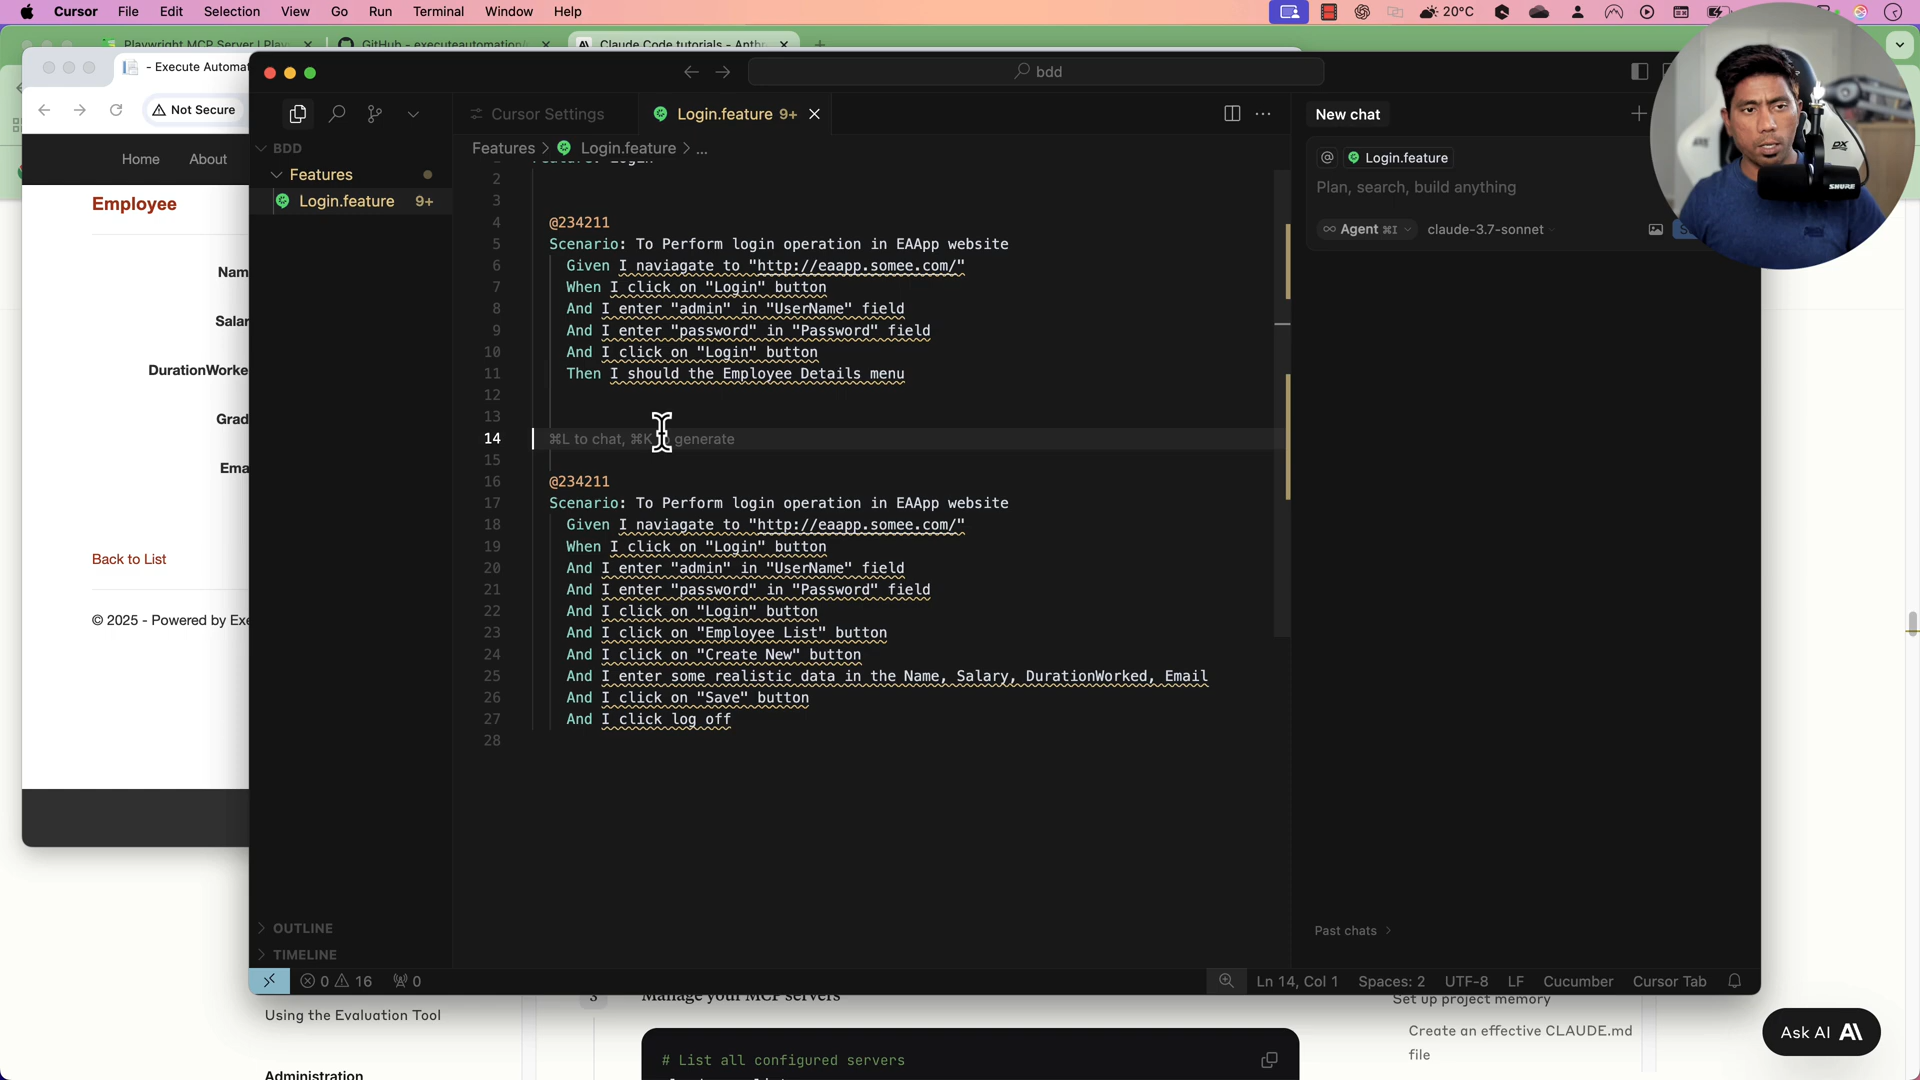 Cursor File Edit Selection View Go Run Terminal Window Help
20°C
Playwright MCP Server | Playw
GitHub - executeautomation/
Claude Code tutorials - Anthr
- Execute Automat
Not Secure
Home About
Employee
Nam
Salar
DurationWorke
Grad
Ema
Back to List
© 2025 - Powered by Exe
bdd
BDD
Features
Login.feature 9+
OUTLINE
TIMELINE
Cursor Settings
Login.feature 9+
Features > Login.feature > ...
2
3
4 @234211
5 Scenario: To Perform login operation in EAApp website
6 Given I naviagate to "http://eaapp.somee.com/"
7 When I click on "Login" button
8 And I enter "admin" in "UserName" field
9 And I enter "password" in "Password" field
10 And I click on "Login" button
11 Then I should the Employee Details menu
12
13
14 ⌘L to chat, ⌘K generate
15
16 @234211
17 Scenario: To Perform login operation in EAApp website
18 Given I naviagate to "http://eaapp.somee.com/"
19 When I click on "Login" button
20 And I enter "admin" in "UserName" field
21 And I enter "password" in "Password" field
22 And I click on "Login" button
23 And I click on "Employee List" button
24 And I click on "Create New" button
25 And I enter some realistic data in the Name, Salary, DurationWorked, Email
26 And I click on "Save" button
27 And I click log off
28
New chat
@ Login.feature
Plan, search, build anything
∞ Agent ⌘I claude-3.7-sonnet
Past chats >
0 16 0
Ln 14, Col 1 Spaces: 2 UTF-8 LF Cucumber Cursor Tab
Using the Evaluation Tool
Administration
3 Manage your MCP servers
# List all configured servers
Set up project memory
Create an effective CLAUDE.md
file
Ask AI
SHURE